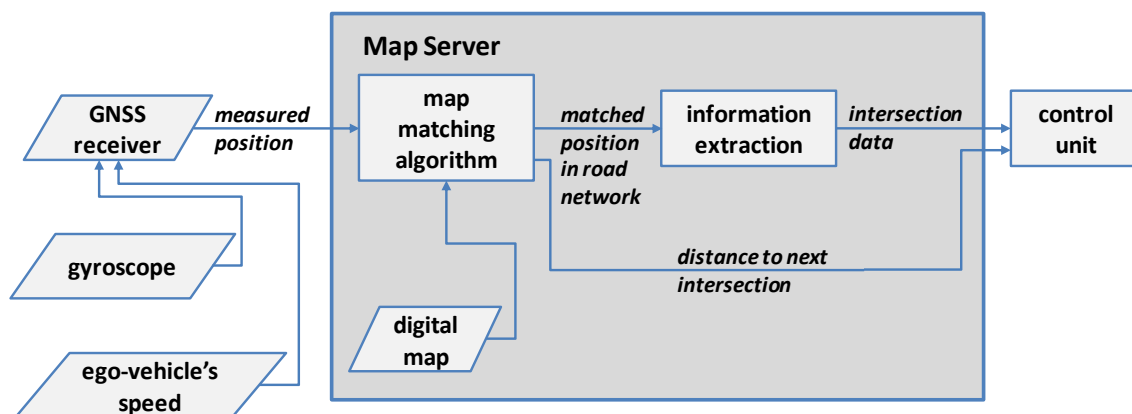 Map Server
GNSS
receiver
measured
position
map
matching
algorithm
matched
position
in road
network
information
extraction
intersection
data
control
unit
gyroscope
distance to next
intersection
digital
map
ego-vehicle’s
speed